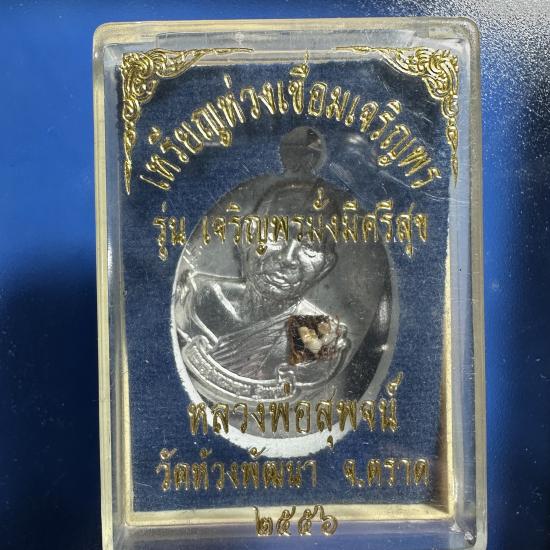 เหรียญห่วงเชื่อมเจริญพร
รุ่น เจริญพรมั่งมีศรีสุข
หลวงพ่อสุพจน์
วัดห้วงพัฒนา จ.ตราด
๒๕๕๖